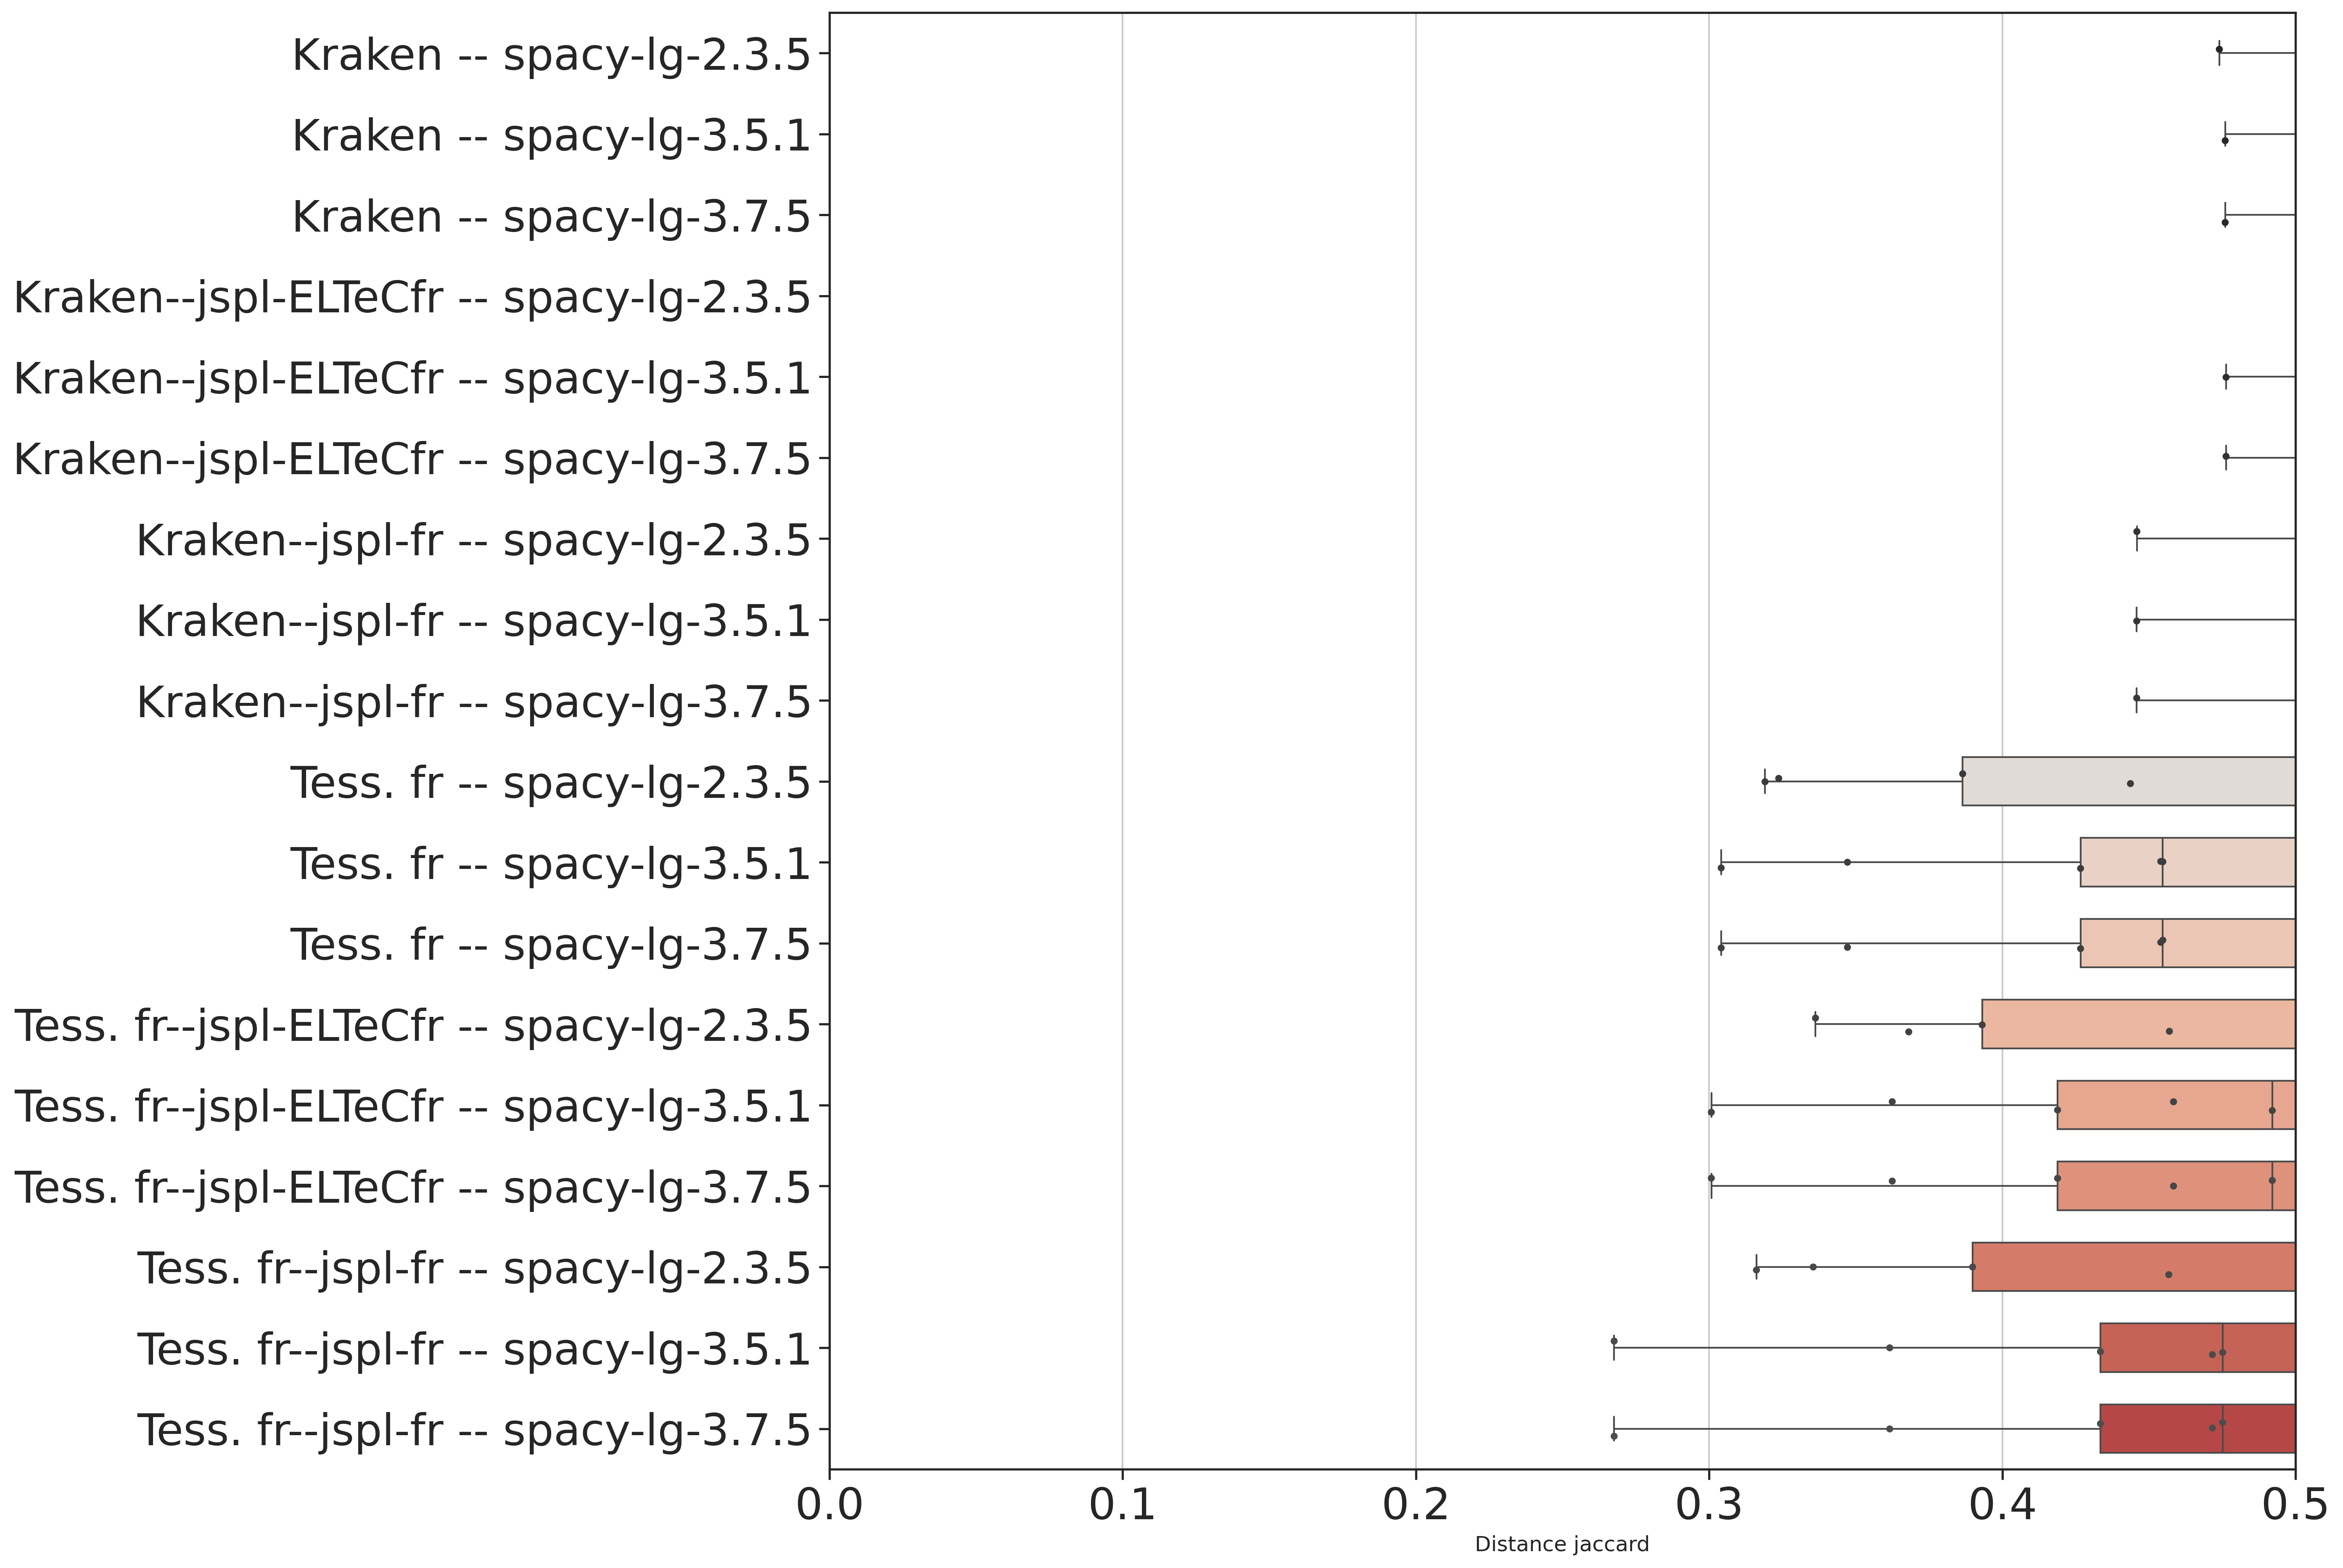 Kraken -- spacy-lg-2.3.5
Kraken -- spacy-lg-3.5.1
Kraken -- spacy-lg-3.7.5
Kraken--jspl-ELTeCfr -- spacy-lg-2.3.5
Kraken--jspl-ELTeCfr -- spacy-lg-3.5.1
Kraken--jspl-ELTeCfr -- spacy-lg-3.7.5
Kraken--jspl-fr -- spacy-lg-2.3.5
Kraken--jspl-fr -- spacy-lg-3.5.1
Kraken--jspl-fr -- spacy-lg-3.7.5
Tess. fr -- spacy-lg-2.3.5
Tess. fr -- spacy-lg-3.5.1
Tess. fr -- spacy-lg-3.7.5
Tess. fr--jspl-ELTeCfr -- spacy-lg-2.3.5
Tess. fr--jspl-ELTeCfr -- spacy-lg-3.5.1
Tess. fr--jspl-ELTeCfr -- spacy-lg-3.7.5
Tess. fr--jspl-fr -- spacy-lg-2.3.5
Tess. fr--jspl-fr -- spacy-lg-3.5.1
Tess. fr--jspl-fr -- spacy-lg-3.7.5
0.0 0.1 0.2 0.3 0.4 0.5
Distance jaccard